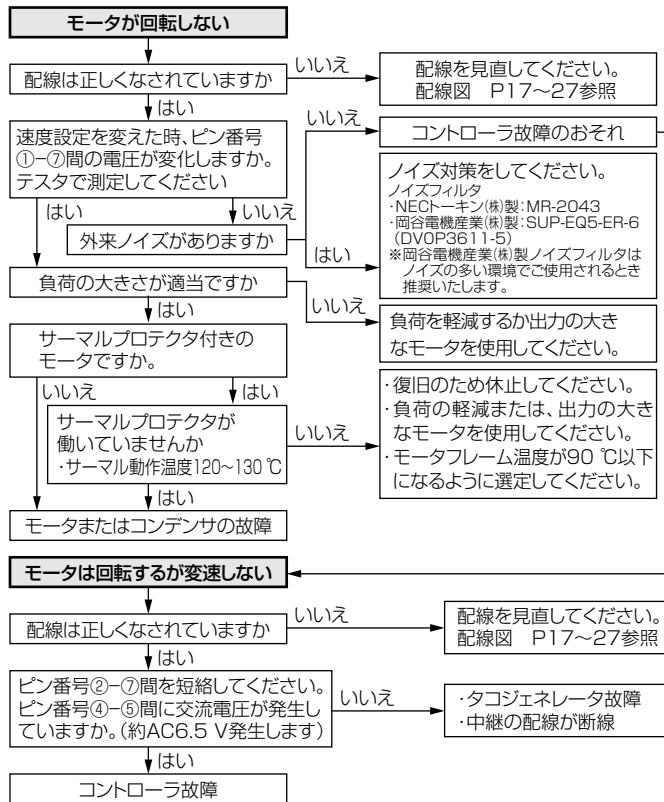 モータが回転しない
配線は正しくなされていますか
いいえ
配線を見直してください。
配線図 P17～27参照
はい
速度設定を変えた時、ピン番号
①－⑦間の電圧が変化しますか。
テスタで測定してください
いいえ
コントローラ故障のおそれ
はい
いいえ
外来ノイズがありますか
はい
ノイズ対策をしてください。
ノイズフィルタ
・NECトーキン㈱製：MR-2043
・岡谷電機産業㈱製：SUP-EQ5-ER-6
（DV0P3611-5）
※岡谷電機産業㈱製ノイズフィルタは
ノイズの多い環境でご使用されるとき
推奨いたします。
負荷の大きさが適当ですか
はい
いいえ
負荷を軽減するか出力の大き
なモータを使用してください。
サーマルプロテクタ付きの
モータですか。
いいえ
はい
サーマルプロテクタが
働いていませんか
・サーマル動作温度120～130 ℃
いいえ
・復旧のため休止してください。
・負荷の軽減または、出力の大き
なモータを使用してください。
・モータフレーム温度が90 ℃以下
になるように選定してください。
はい
モータまたはコンデンサの故障
モータは回転するが変速しない
配線は正しくなされていますか
いいえ
配線を見直してください。
配線図 P17～27参照
はい
ピン番号②－⑦間を短絡してください。
ピン番号④－⑤間に交流電圧が発生し
ていますか。（約AC6.5 V発生します）
いいえ
・タコジェネレータ故障
・中継の配線が断線
はい
コントローラ故障